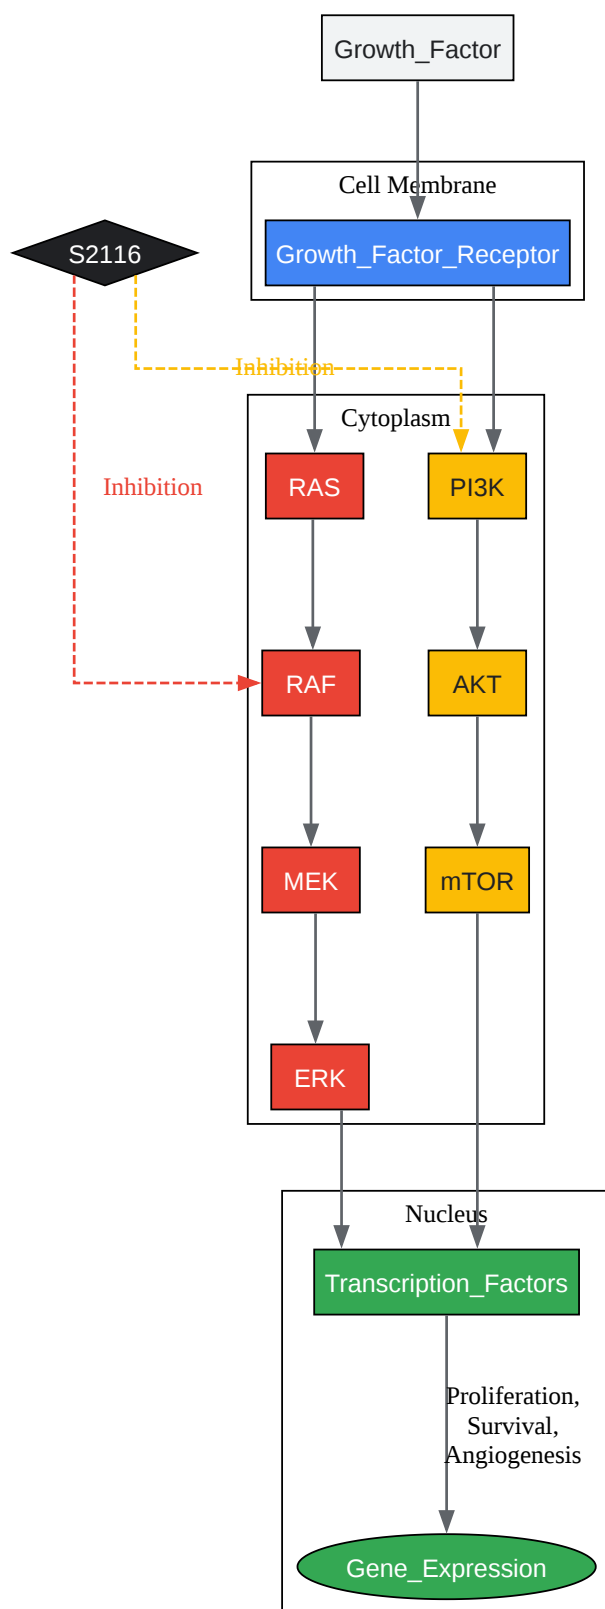 Growth_Factor
Cell Membrane
S2116
Growth_Factor_Receptor
Inhibition
Cytoplasm
RAS
PI3K
Inhibition
RAF
AKT
MEK
mTOR
ERK
Nucleus
Transcription_Factors
Proliferation,
Survival,
Angiogenesis
Gene_Expression